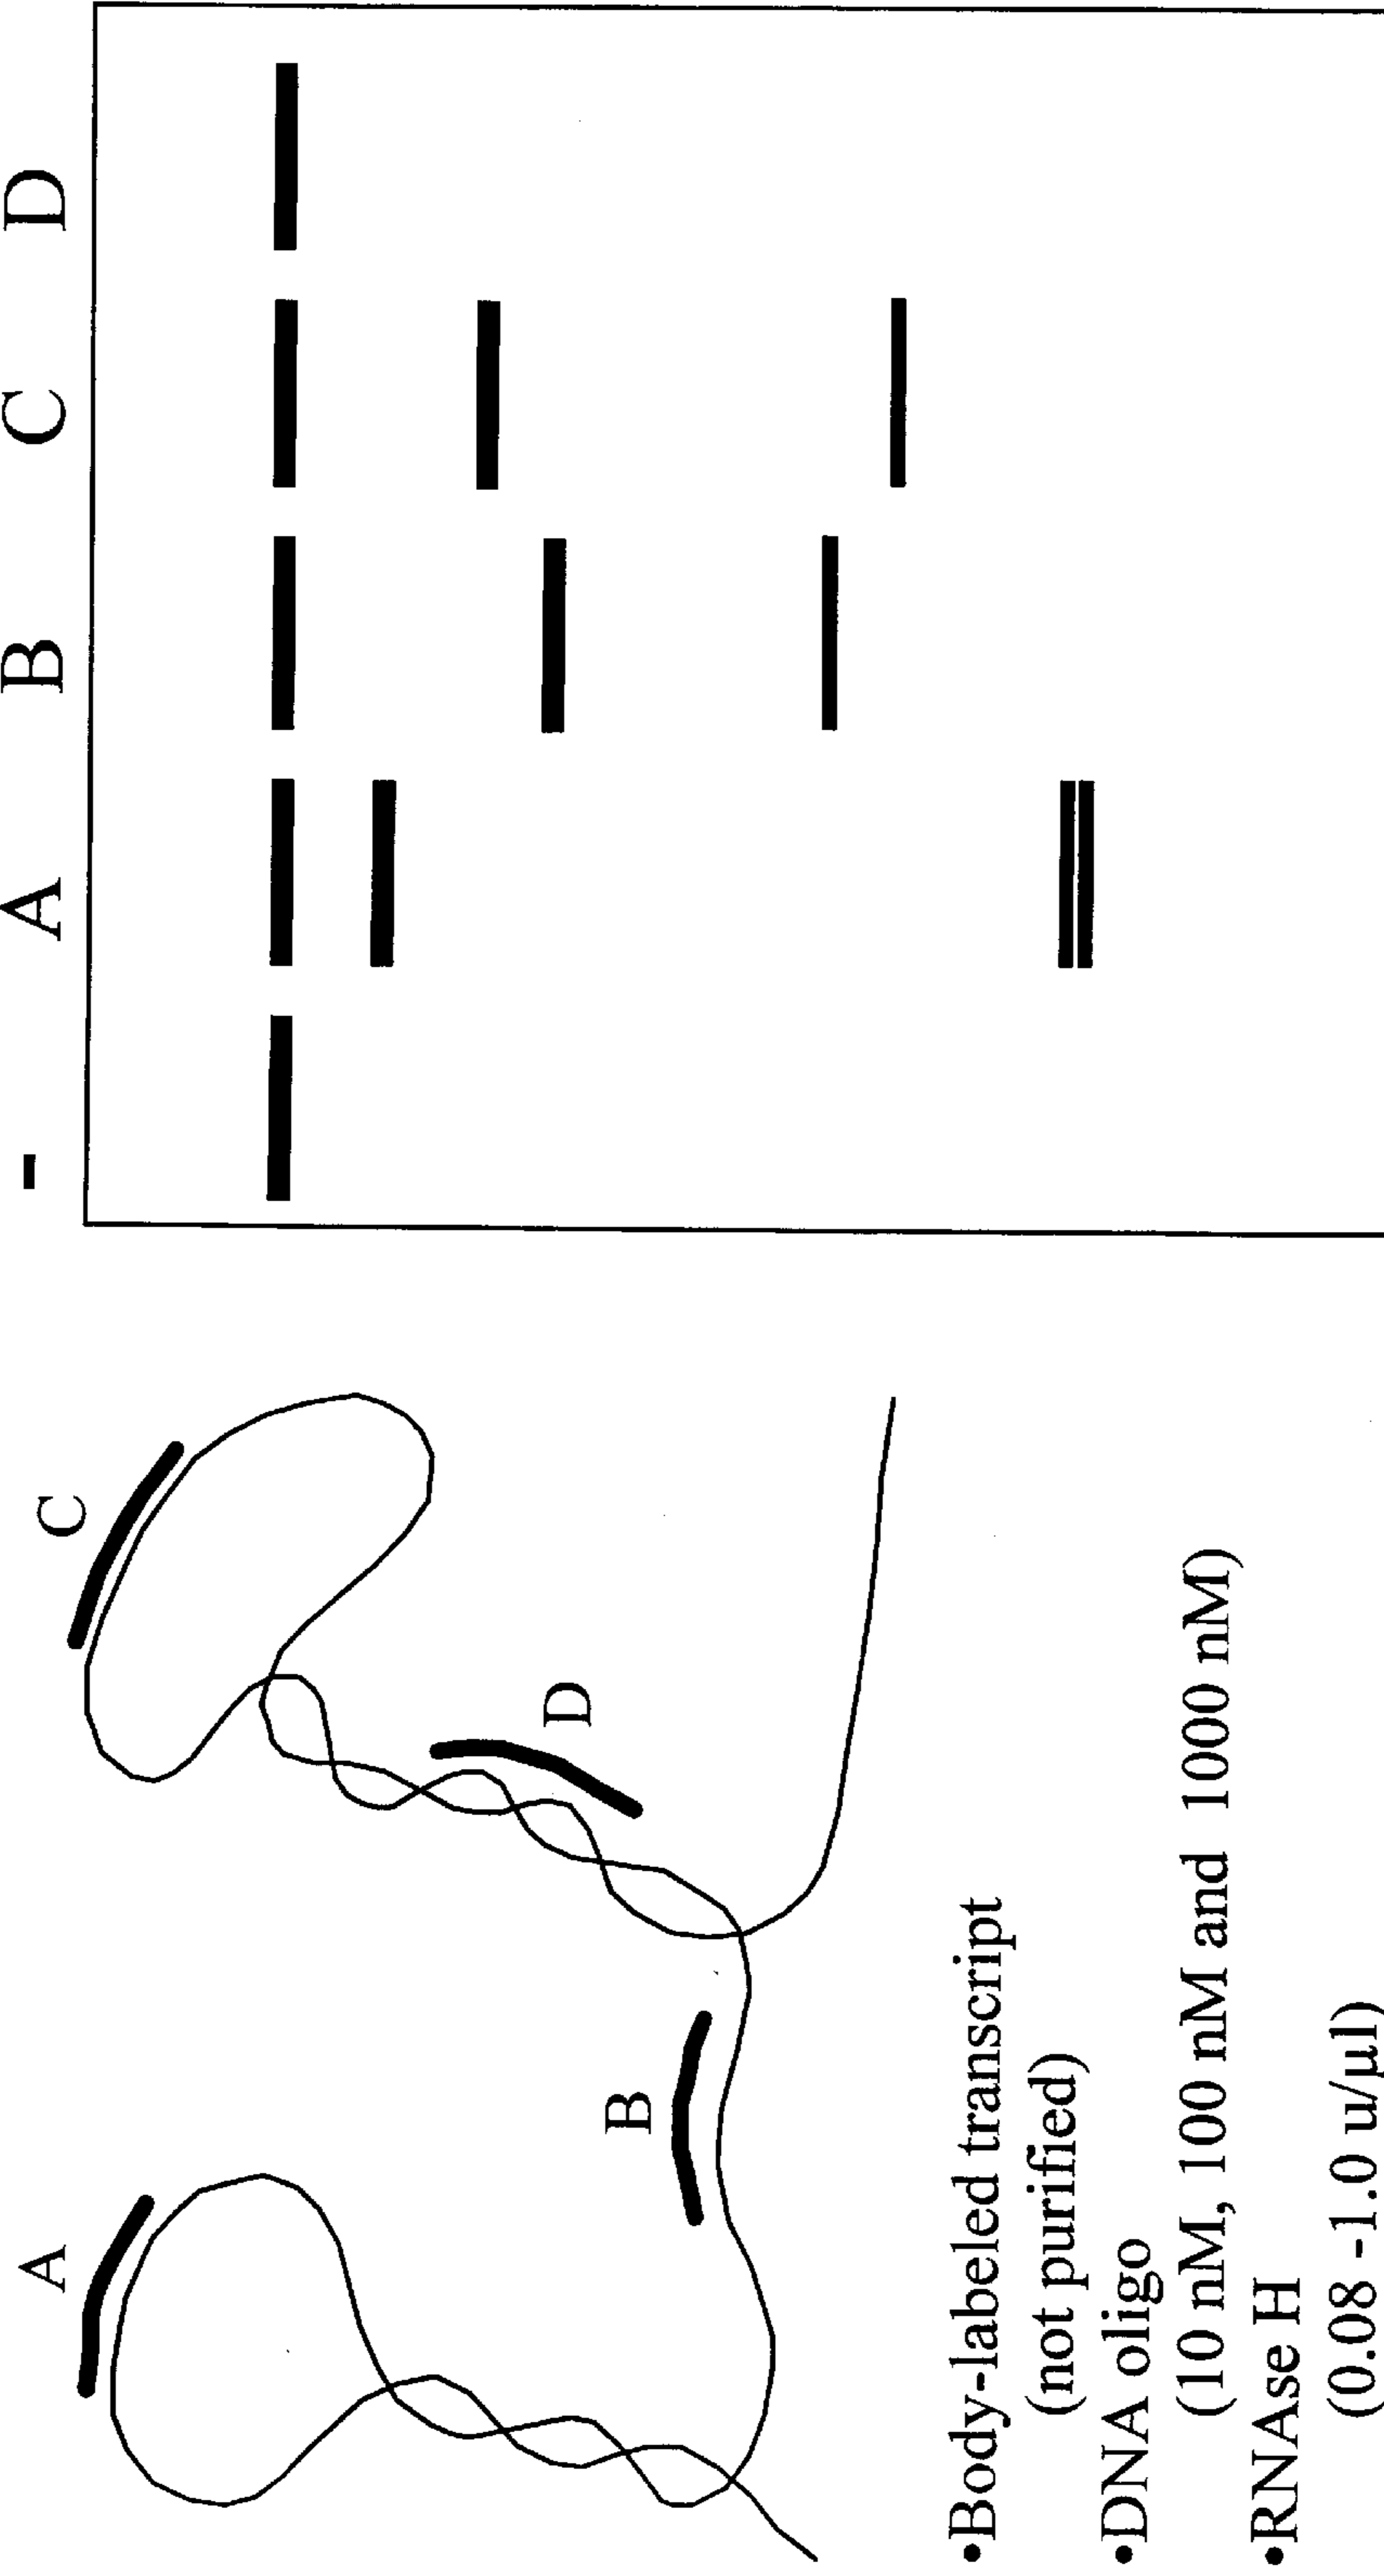 - A B C D
A
B
C
D
•Body-labeled transcript
(not purified)
•DNA oligo
(10 nM, 100 nM and 1000 nM)
•RNAse H
(0.08 -1.0 u/µl)